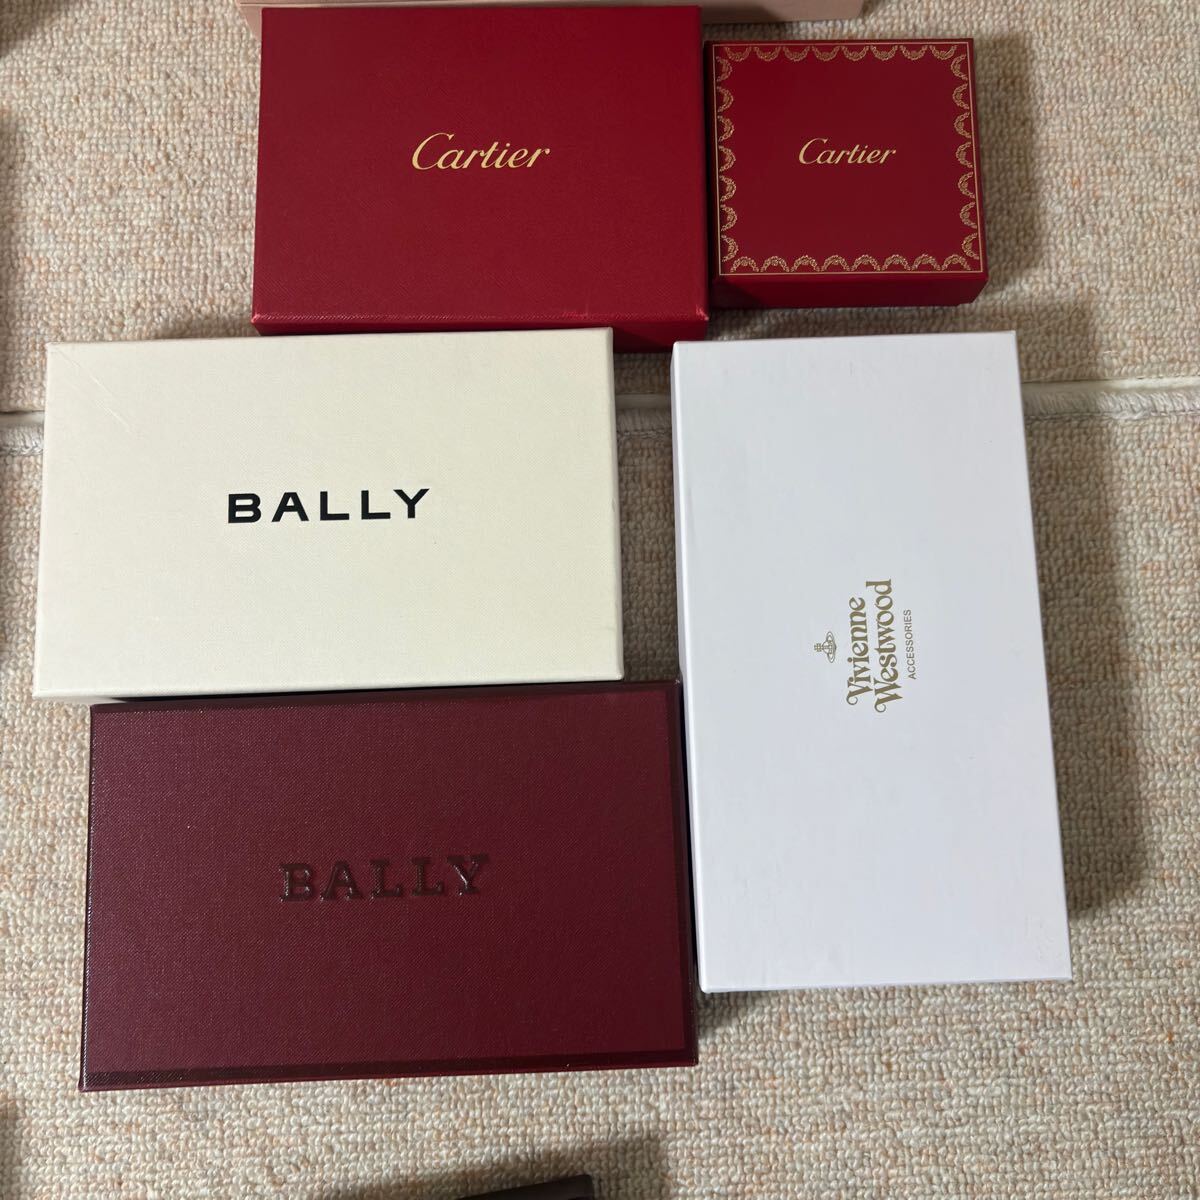 Cartier
Cartier
BALLY
Vivienne
Westwood
ACCESSORIES
BALLY